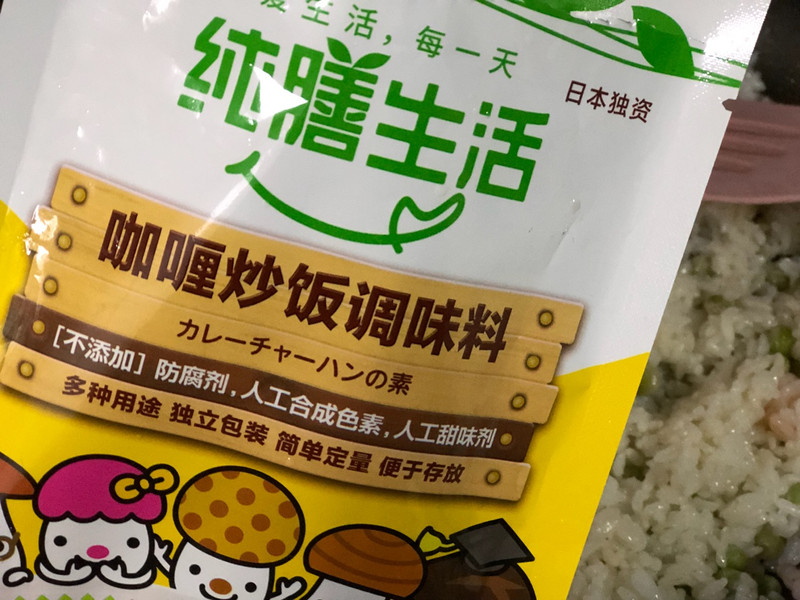 爱生活，每一天
纯膳生活
日本独资
咖喱炒饭调味料
カレーチャーハンの素
[不添加] 防腐剂，人工合成色素，人工甜味剂
多种用途 独立包装 简单定量 便于存放